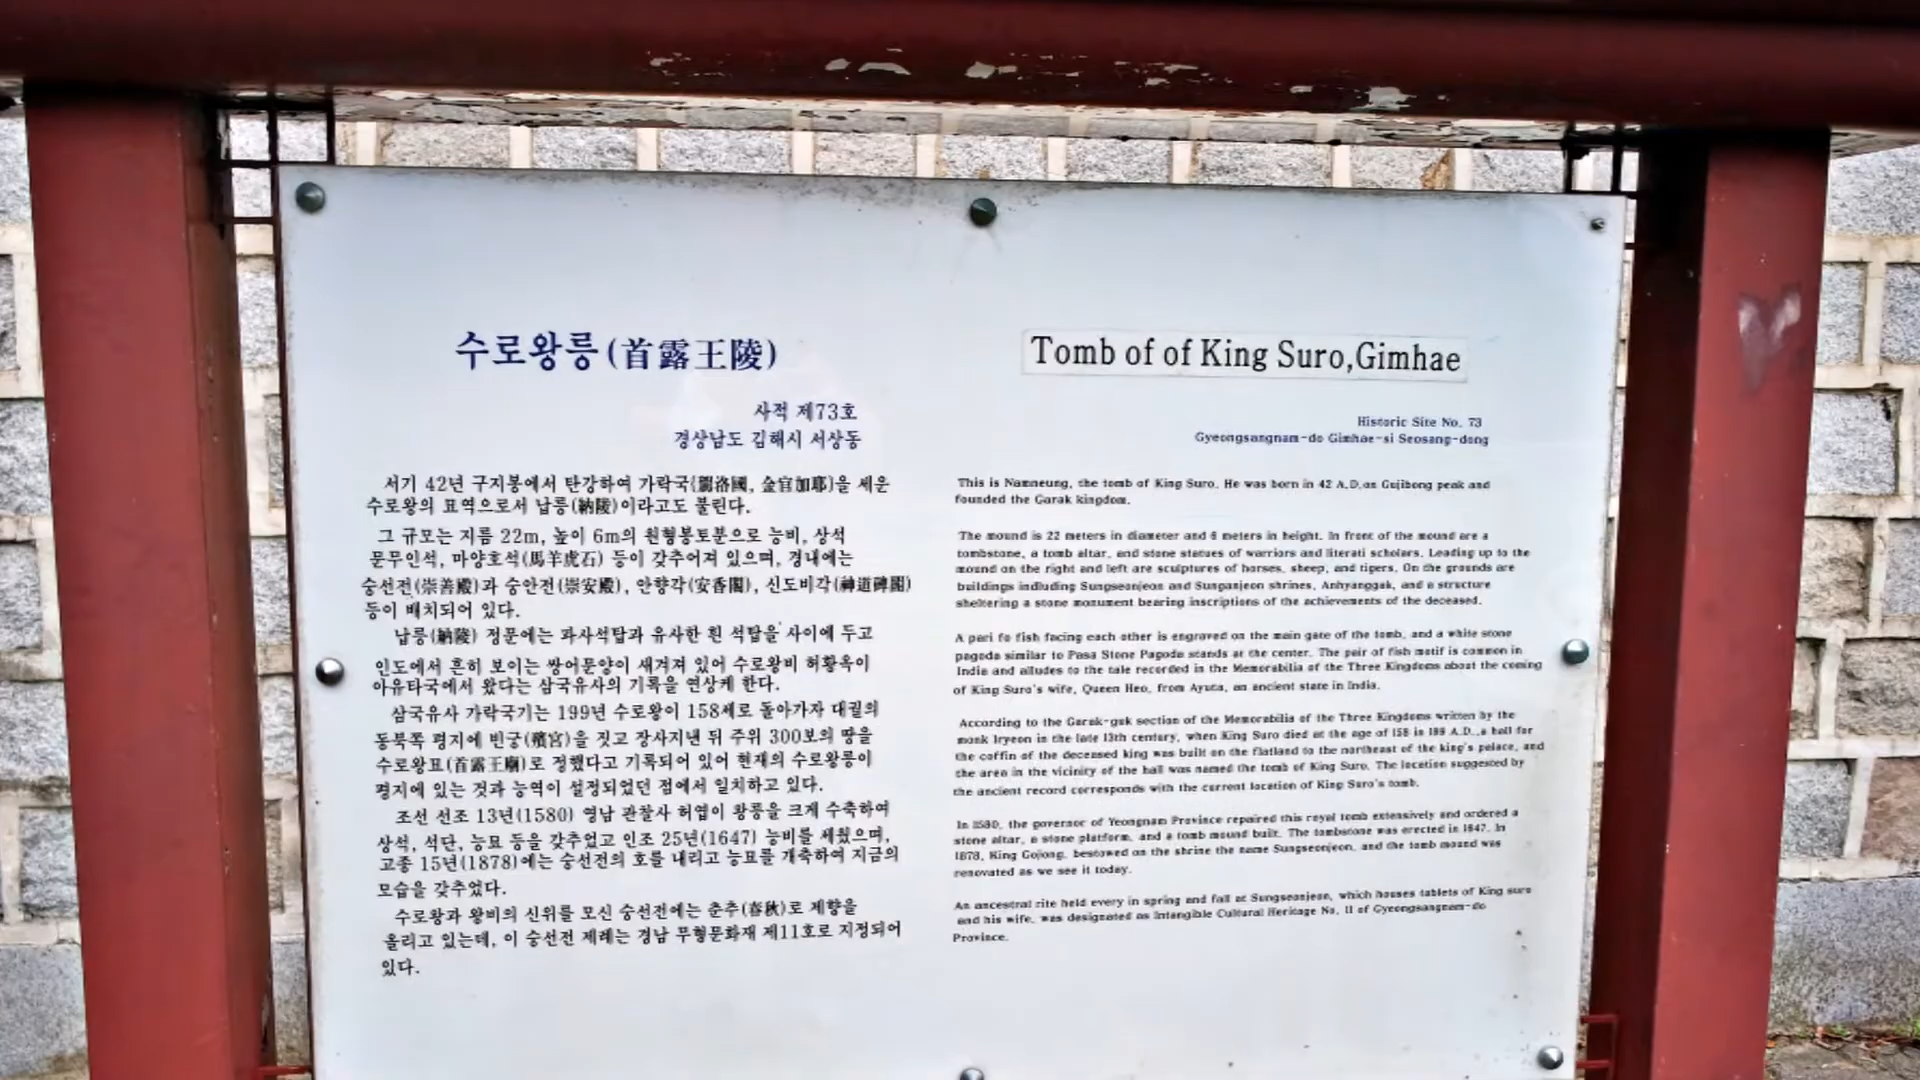 수로왕릉(首露王陵)
사적 제73호
경상남도 김해시 서상동
서기 42년 구지봉에서 탄강하여 가락국(駕洛國, 金官加耶)을 세운
수로왕의 묘역으로서 납릉(納陵)이라고도 불린다.
그 규모는 지름 22m, 높이 6m의 원형봉토분으로 능비, 상석
문무인석, 마양호석(馬羊虎石) 등이 갖추어져 있으며, 경내에는
숭선전(崇善殿)과 숭안전(崇安殿), 안향각(安香閣), 신도비각(神道碑閣)
등이 배치되어 있다.
납릉(納陵) 정문에는 파사석탑과 유사한 흰 석탑을 사이에 두고
인도에서 흔히 보이는 쌍어문양이 새겨져 있어 수로왕비 허황옥이
아유타국에서 왔다는 삼국유사의 기록을 연상케 한다.
삼국유사 가락국기는 199년 수로왕이 158세로 돌아가자 대궐의
동북쪽 평지에 빈궁(殯宮)을 짓고 장사지낸 뒤 주위 300보의 땅을
수로왕묘(首露王廟)로 정했다고 기록되어 있어 현재의 수로왕릉이
평지에 있는 것과 능역이 설정되었던 점에서 일치하고 있다.
조선 선조 13년(1580) 영남 관찰사 허엽이 왕릉을 크게 수축하여
상석, 석단, 능묘 등을 갖추었고 인조 25년(1647) 능비를 세웠으며,
고종 15년(1878)에는 숭선전의 호를 내리고 능묘를 개축하여 지금의
모습을 갖추었다.
수로왕과 왕비의 신위를 모신 숭선전에는 춘추(春秋)로 제향을
올리고 있는데, 이 숭선전 제례는 경남 무형문화재 제11호로 지정되어
있다.
Tomb of of King Suro,Gimhae
Historic Site No. 73
Gyeongsangnam-do Gimhae-si Seosang-dong
This is Namneung, the tomb of King Suro. He was born in 42 A.D.on Gujibong peak and
founded the Garak kingdom.
The mound is 22 meters in diameter and 6 meters in height. In front of the mound are a
tombstone, a tomb altar, and stone statues of warriors and literati scholars. Leading up to the
mound on the right and left are sculptures of horses, sheep, and tigers. On the grounds are
buildings indliuding Sungseonjeon and Sunganjeon shrines, Anhyanggak, and a structure
sheltering a stone monument bearing inscriptions of the achievements of the deceased.
A pari fo fish facing each other is engraved on the main gate of the tomb, and a white stone
pagoda similar to Pasa Stone Pagoda stands at the center. The pair of fish motif is common in
India and alludes to the tale recorded in the Memorabilia of the Three Kingdoms about the coming
of King Suro's wife, Queen Heo, from Ayuta, an ancient state in India.
According to the Garak-guk section of the Memorabilia of the Three Kingdoms written by the
monk Iryeon in the late 13th century, when King Suro died at the age of 158 in 199 A.D.,a hall for
the coffin of the deceased king was built on the flatland to the northeast of the king's palace, and
the area in the vicinity of the hall was named the tomb of King Suro. The location suggested by
the ancient record corresponds with the current location of King Suro's tomb.
In 1580, the governor of Yeongnam Province repaired this royal tomb extensively and ordered a
stone altar, a stone platform, and a tomb mound built. The tombstone was erected in 1647. In
1878, King Gojong, bestowed on the shrine the name Sungseonjeon, and the tomb mound was
renovated as we see it today.
An ancestral rite held every in spring and fall at Sungseonjeon, which houses tablets of King suro
and his wife, was designated as Intangible Cultural Heritage No. 11 of Gyeongsangnam-do
Province.